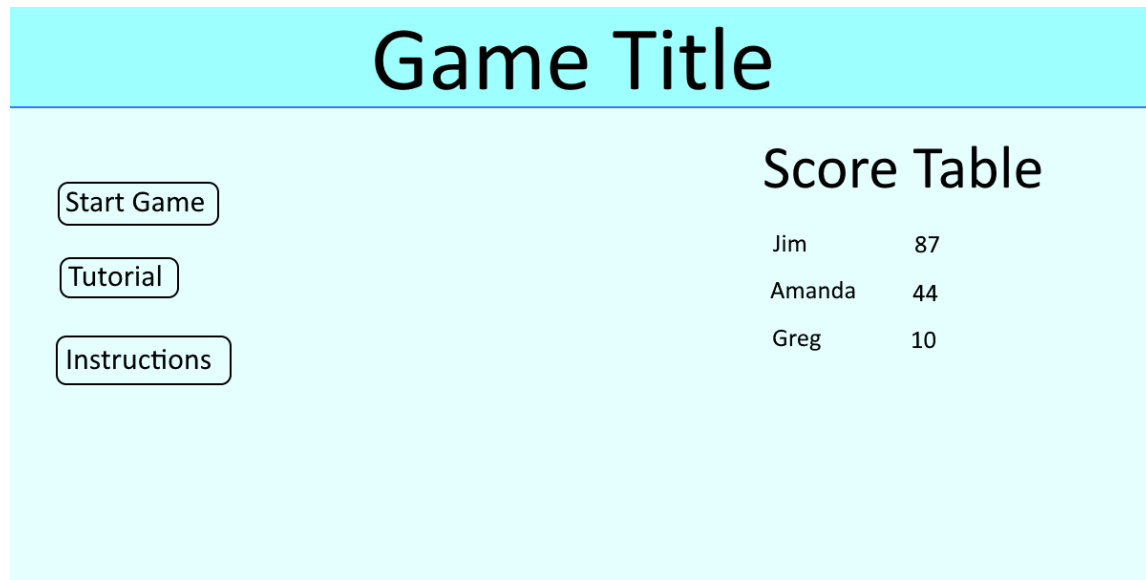 Game Title
Start Game
Tutorial
Instructions
Score Table
Jim 87
Amanda 44
Greg 10